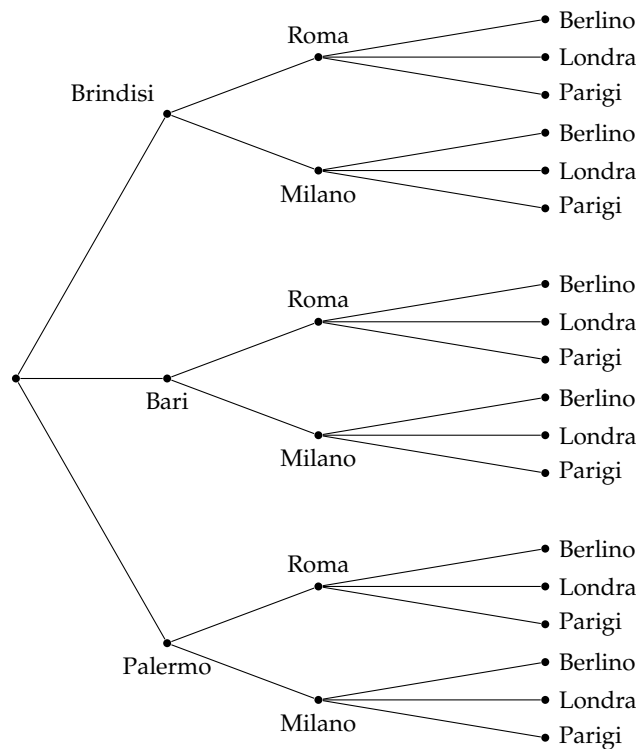 Berlino
Roma
Londra
Brindisi
Parigi
Berlino
Londra
Milano
Parigi
Berlino
Roma
Londra
Parigi
Bari
Berlino
Londra
Milano
Parigi
Berlino
Roma
Londra
Parigi
Palermo
Berlino
Londra
Milano
Parigi